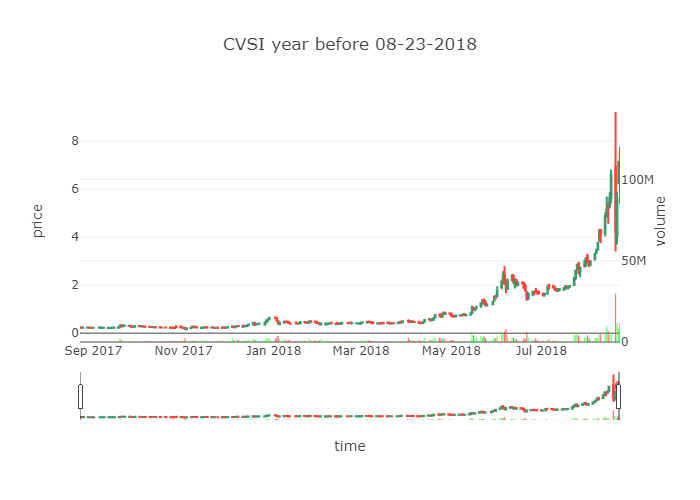 CVSI year before 08-23-2018
8
6
4
2
0
price
100M
50M
0
volume
Sep 2017 Nov 2017 Jan 2018 Mar 2018 May 2018 Jul 2018
time